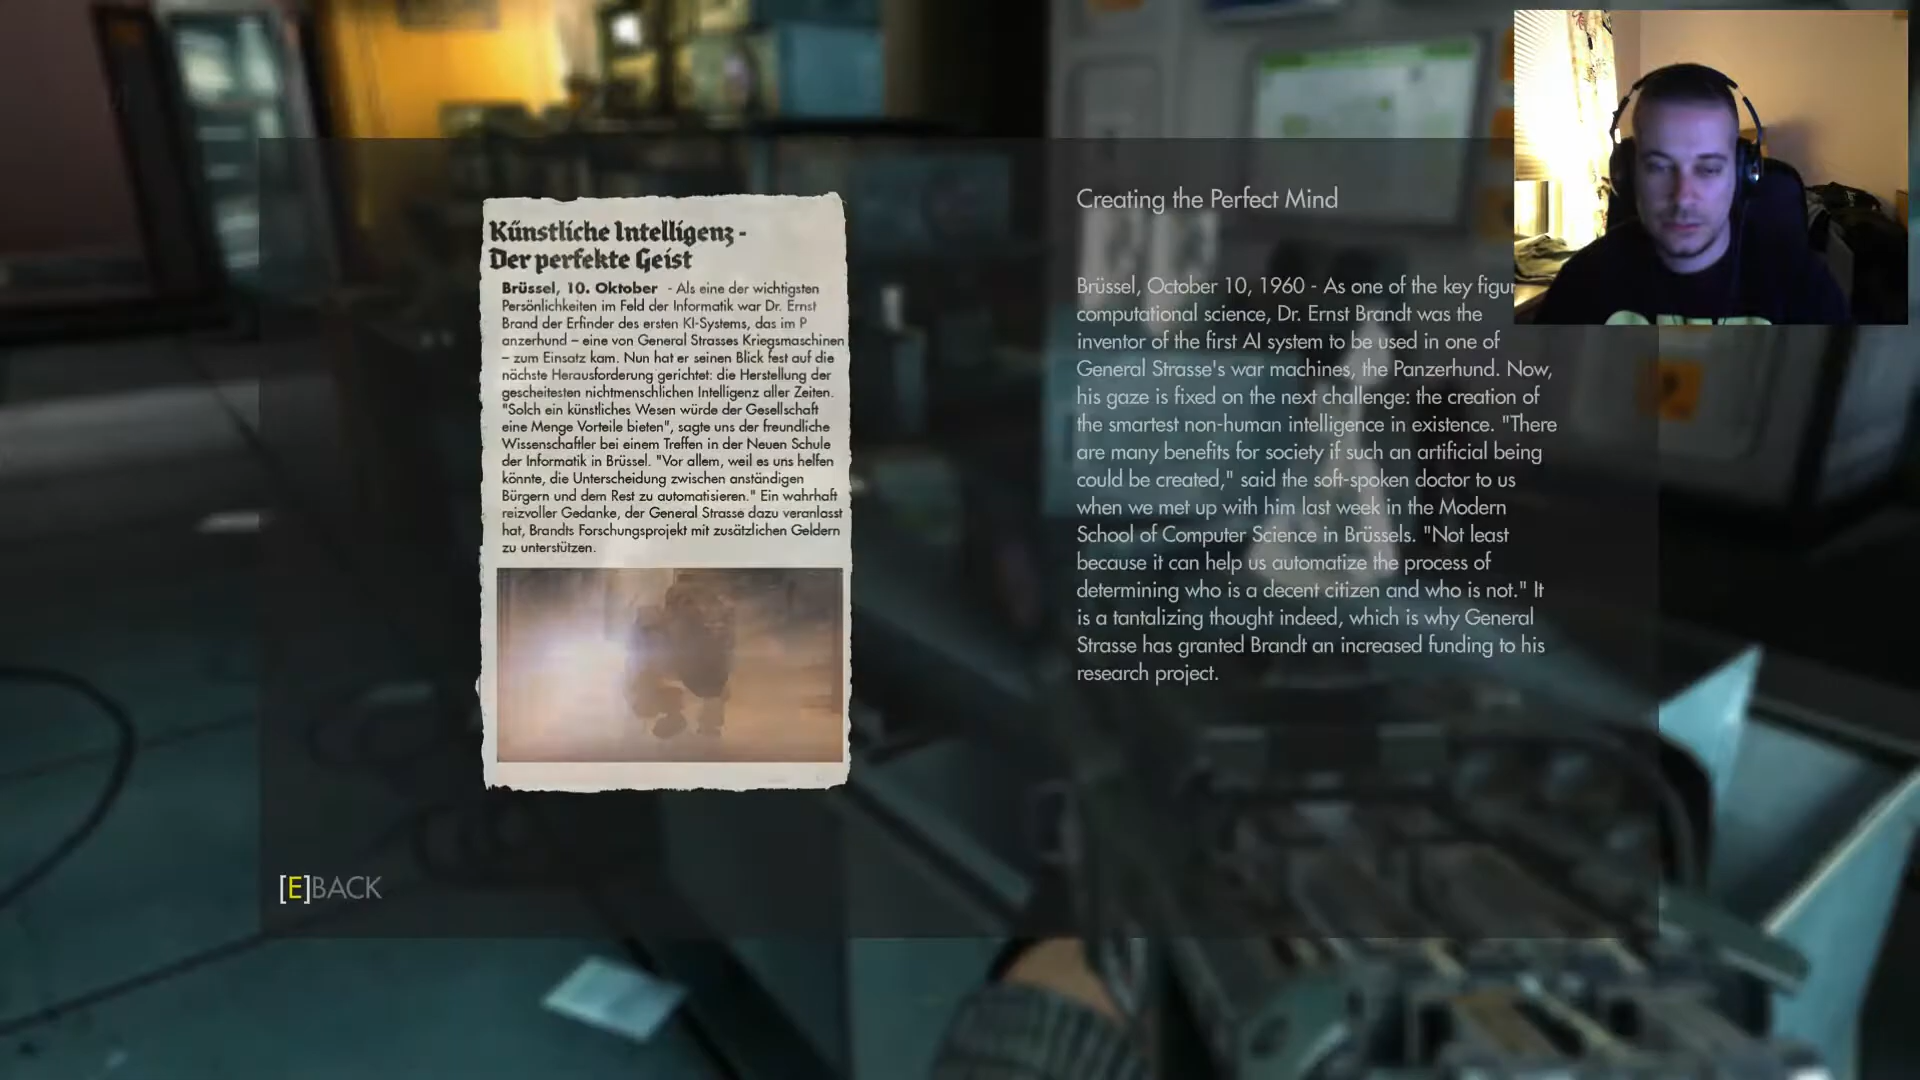 Künstliche Intelligenz -
Der perfekte Geist
Brüssel, 10. Oktober - Als eine der wichtigsten
Persönlichkeiten im Feld der Informatik war Dr. Ernst
Brand der Erfinder des ersten KI-Systems, das im P
anzerhund – eine von General Strasses Kriegsmaschinen
– zum Einsatz kam. Nun hat er seinen Blick fest auf die
nächste Herausforderung gerichtet: die Herstellung der
gescheitesten nichtmenschlichen Intelligenz aller Zeiten.
"Solch ein künstliches Wesen würde der Gesellschaft
eine Menge Vorteile bieten", sagte uns der freundliche
Wissenschaftler bei einem Treffen in der Neuen Schule
der Informatik in Brüssel. "Vor allem, weil es uns helfen
könnte, die Unterscheidung zwischen anständigen
Bürgern und dem Rest zu automatisieren." Ein wahrhaft
reizvoller Gedanke, der General Strasse dazu veranlasst
hat, Brandts Forschungsprojekt mit zusätzlichen Geldern
zu unterstützen.
Creating the Perfect Mind
Brüssel, October 10, 1960 - As one of the key
computational science, Dr. Ernst Brandt was the
inventor of the first AI system to be used in one of
General Strasse's war machines, the Panzerhund. Now,
his gaze is fixed on the next challenge: the creation of
the smartest non-human intelligence in existence. "There
are many benefits for society if such an artificial being
could be created," said the soft-spoken doctor to us
when we met up with him last week in the Modern
School of Computer Science in Brüssels. "Not least
because it can help us automatize the process of
determining who is a decent citizen and who is not." It
is a tantalizing thought indeed, which is why General
Strasse has granted Brandt an increased funding to his
research project.
[E]BACK